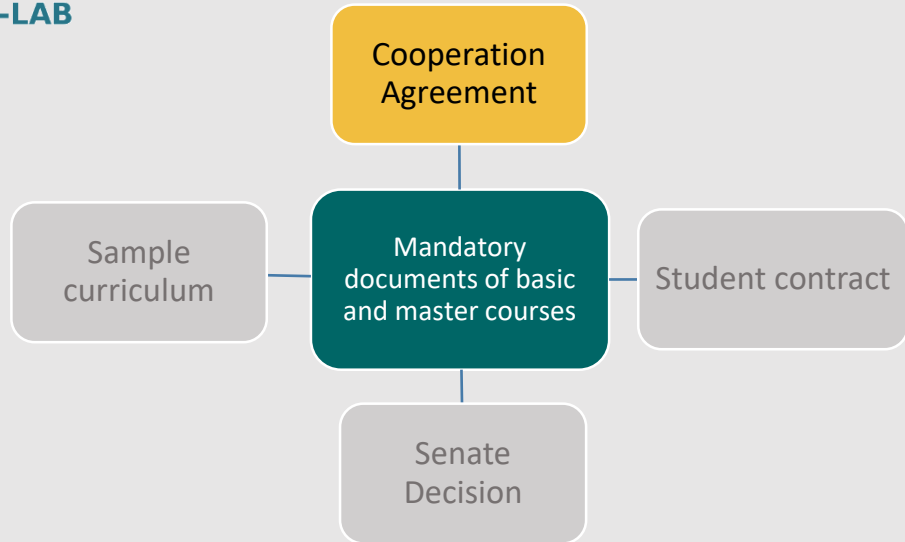 -LAB
Cooperation
Agreement
Sample
curriculum
Mandatory
documents of basic
and master courses
Student contract
Senate
Decision